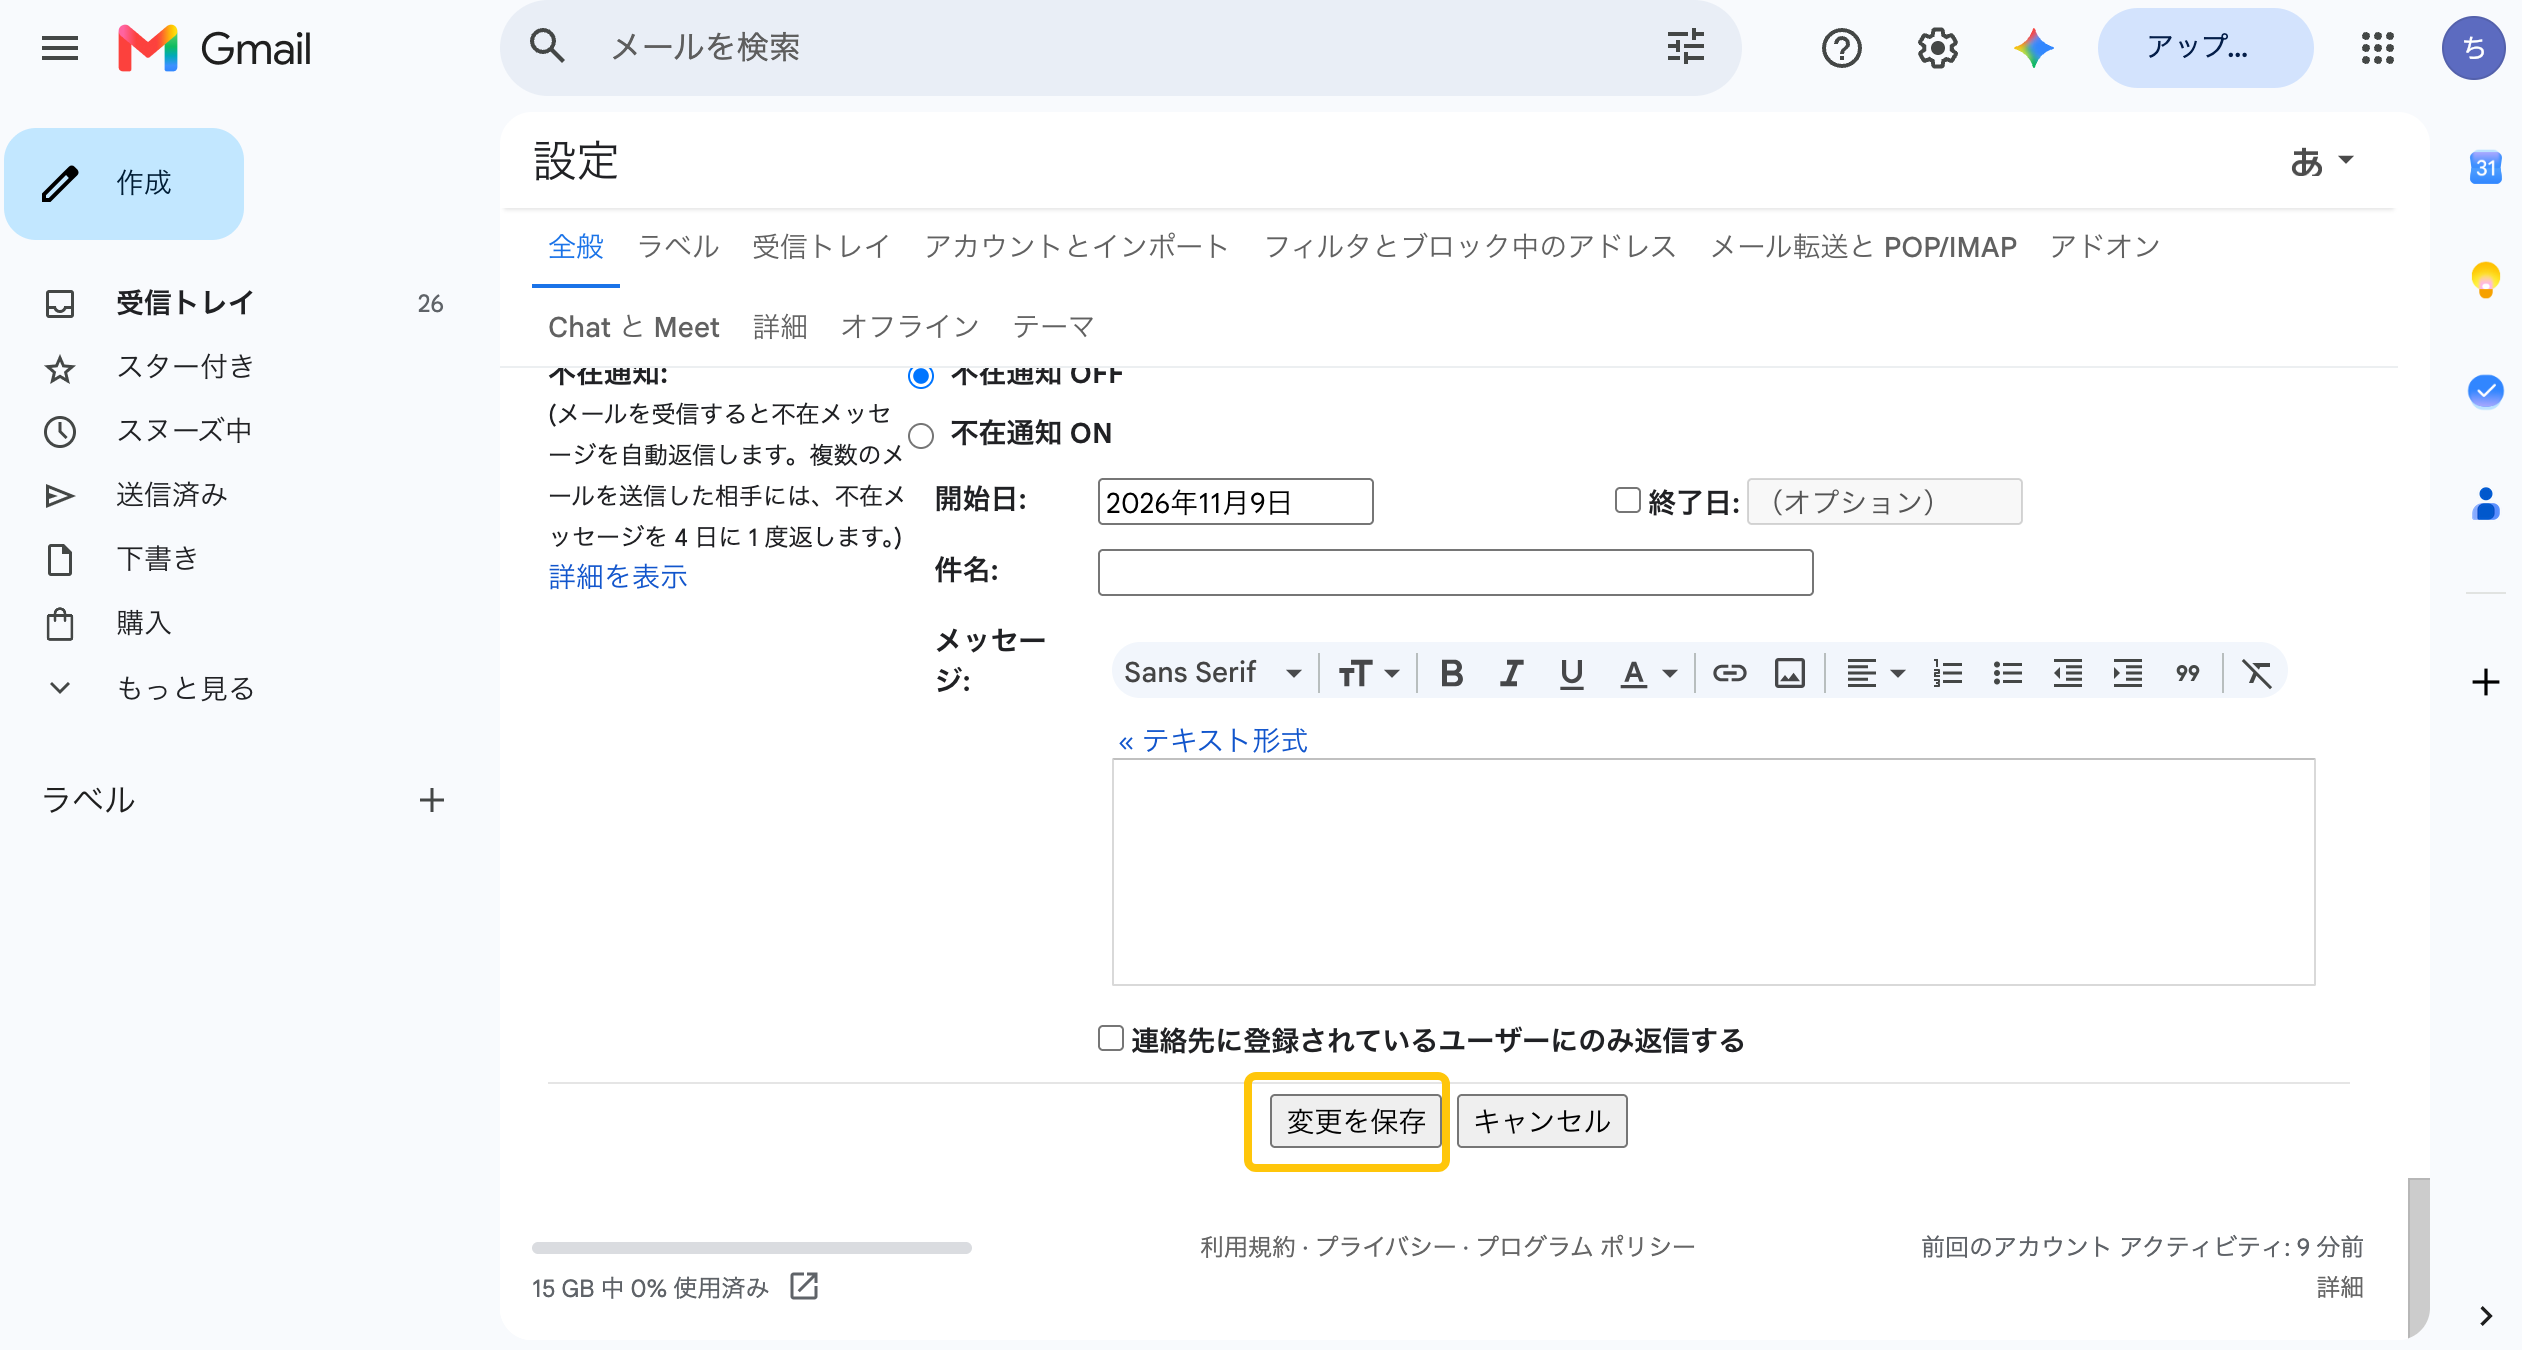 Gmail
メールを検索
アップ...
ち
作成
受信トレイ 26
スター付き
スヌーズ中
送信済み
下書き
購入
もっと見る
ラベル
設定
あ
全般 ラベル 受信トレイ アカウントとインポート フィルタとブロック中のアドレス メール転送と POP/IMAP アドオン
Chat と Meet 詳細 オフライン テーマ
不在通知:
(メールを受信すると不在メッセ
ージを自動返信します。複数のメ
ールを送信した相手には、不在メ
ッセージを 4 日に 1 度返します。)
詳細を表示
不在通知 OFF
不在通知 ON
開始日: 2026年11月9日 終了日: （オプション）
件名:
メッセー
ジ:
Sans Serif
« テキスト形式
連絡先に登録されているユーザーにのみ返信する
変更を保存 キャンセル
15 GB 中 0% 使用済み
利用規約 · プライバシー · プログラム ポリシー
前回のアカウント アクティビティ: 9 分前
詳細
31